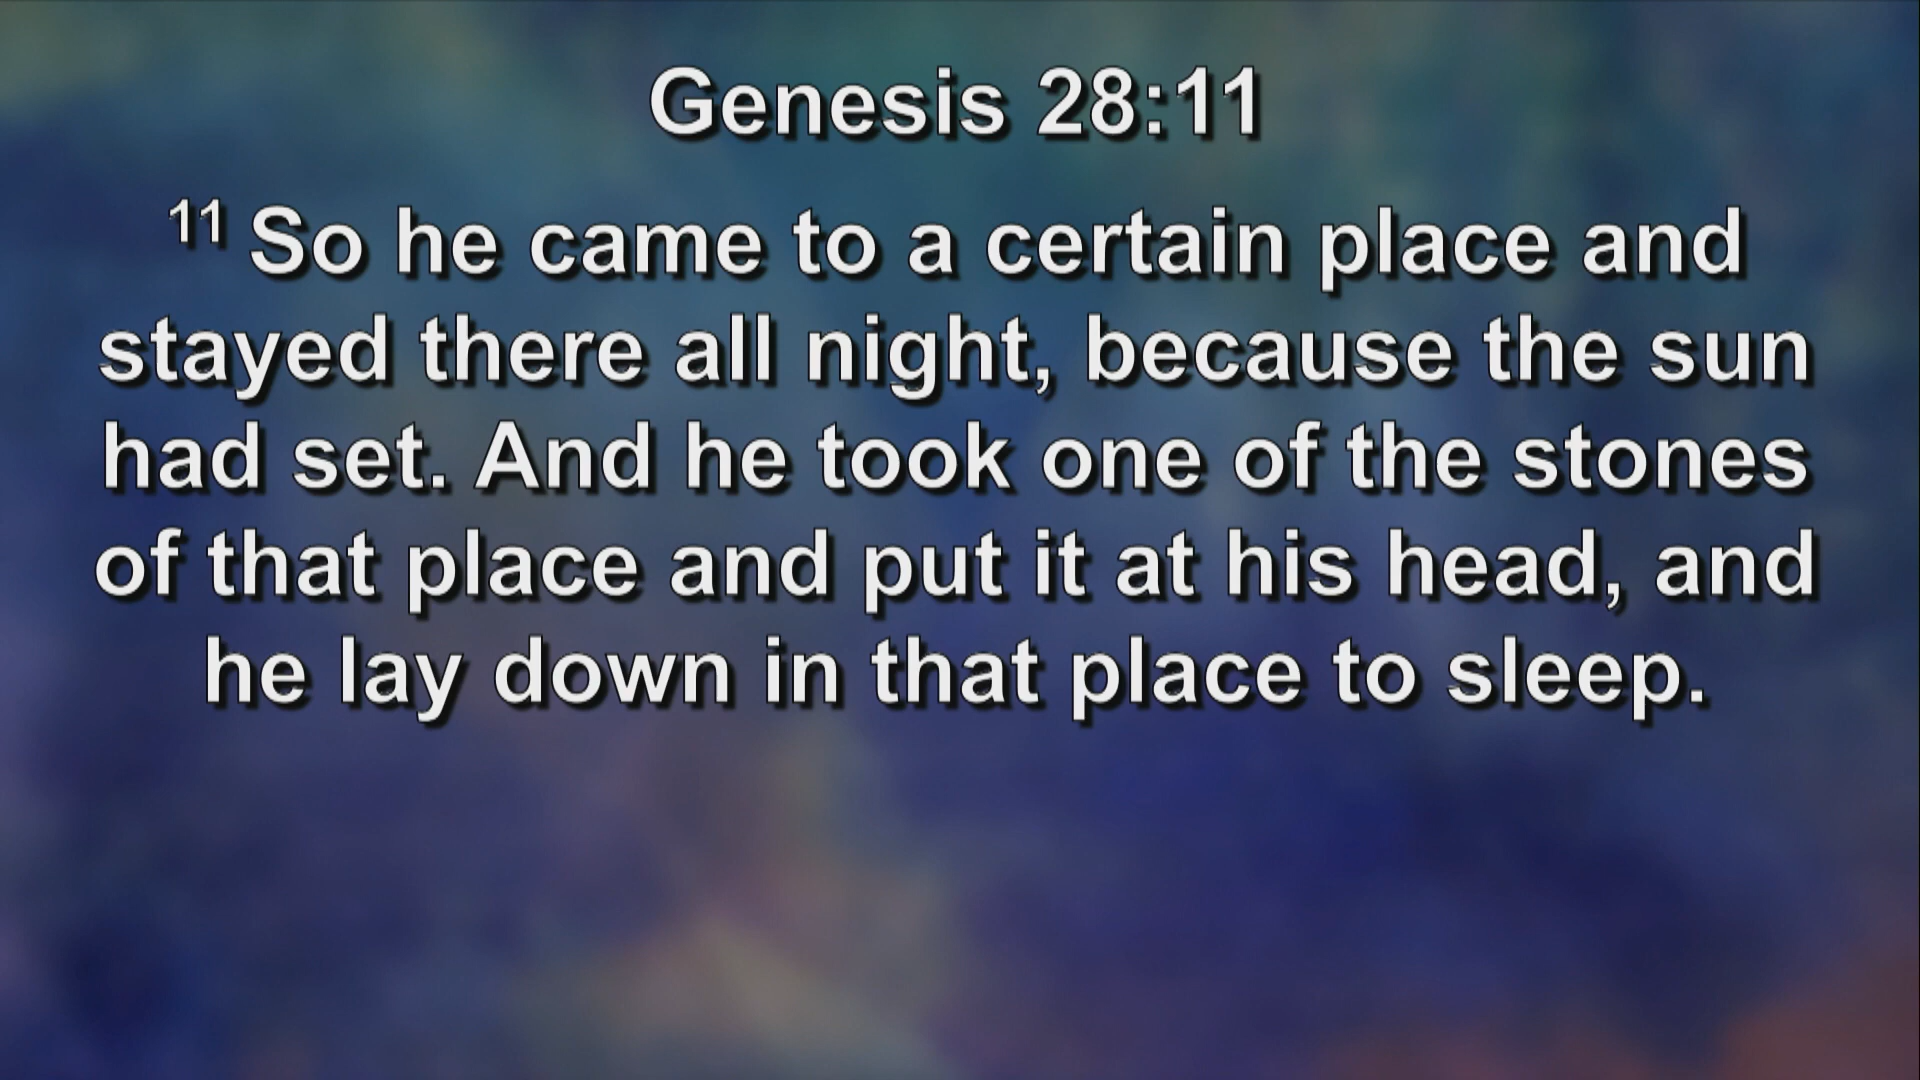 Genesis 28:11
11 So he came to a certain place and
stayed there all night, because the sun
had set. And he took one of the stones
of that place and put it at his head, and
he lay down in that place to sleep.